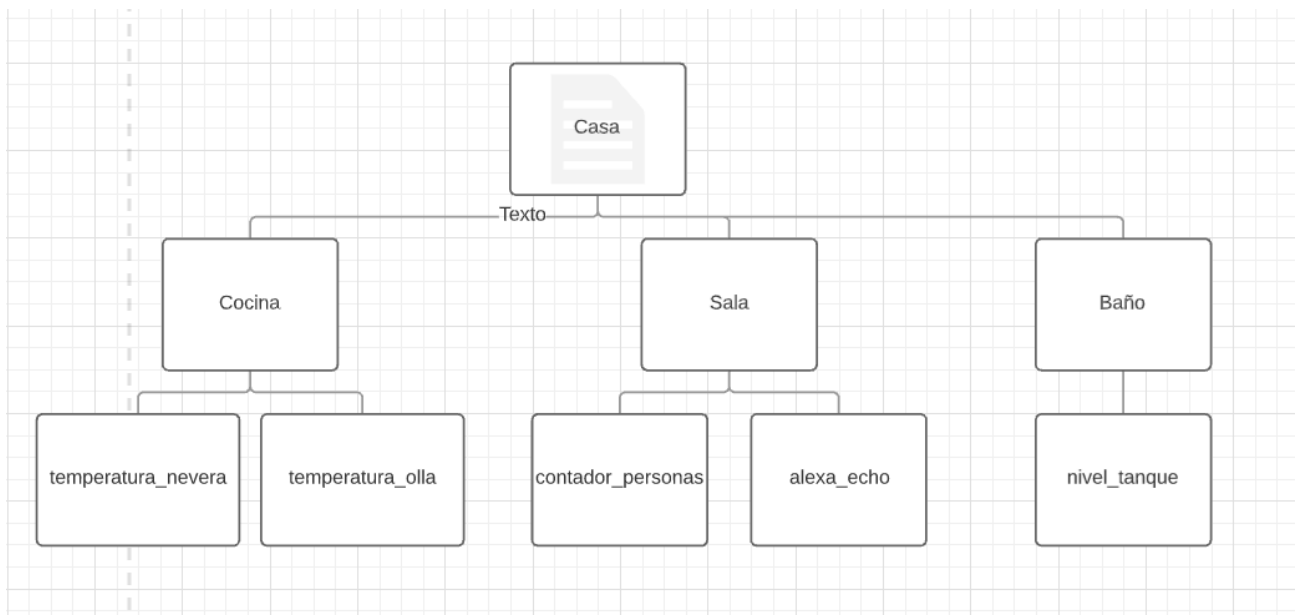 Casa
Texto
Cocina
Sala
Baño
temperatura_nevera
temperatura_olla
contador_personas
alexa_echo
nivel_tanque